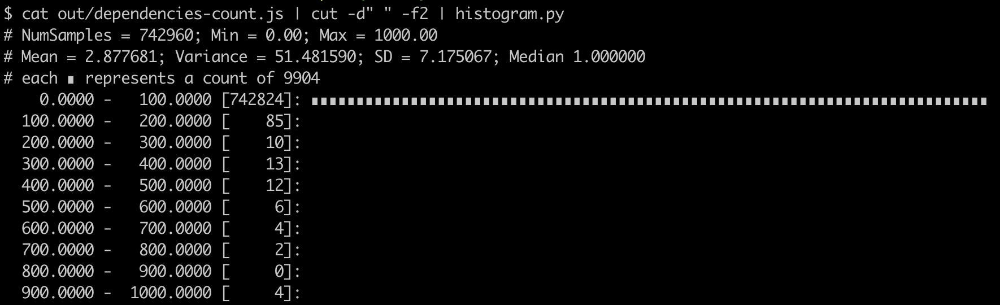 $ cat out/dependencies-count.js | cut -d" " -f2 | histogram.py
# NumSamples = 742960; Min = 0.00; Max = 1000.00
# Mean = 2.877681; Variance = 51.481590; SD = 7.175067; Median 1.000000
# each ∎ represents a count of 9904
    0.0000 -   100.0000 [742824]: ∎∎∎∎∎∎∎∎∎∎∎∎∎∎∎∎∎∎∎∎∎∎∎∎∎∎∎∎∎∎∎∎∎∎∎∎∎∎∎∎∎∎∎∎∎∎∎∎∎∎∎∎∎∎∎∎∎∎∎∎∎∎∎∎∎∎∎∎∎∎∎∎∎∎∎
  100.0000 -   200.0000 [    85]:
  200.0000 -   300.0000 [    10]:
  300.0000 -   400.0000 [    13]:
  400.0000 -   500.0000 [    12]:
  500.0000 -   600.0000 [     6]:
  600.0000 -   700.0000 [     4]:
  700.0000 -   800.0000 [     2]:
  800.0000 -   900.0000 [     0]:
  900.0000 -  1000.0000 [     4]: